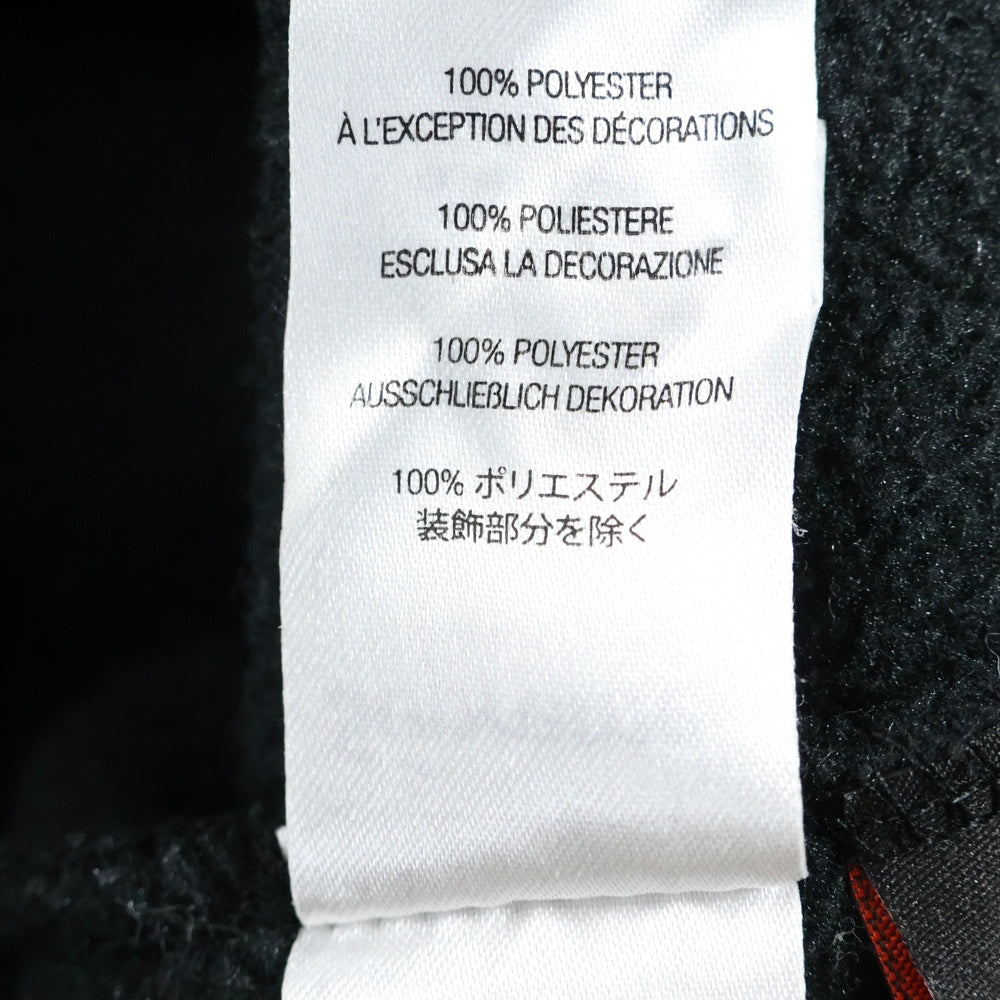 100% POLYESTER
À L'EXCEPTION DES DÉCORATIONS
100% POLIESTERE
ESCLUSA LA DECORAZIONE
100% POLYESTER
AUSSCHLIEßLICH DEKORATION
100% ポリエステル
装飾部分を除く